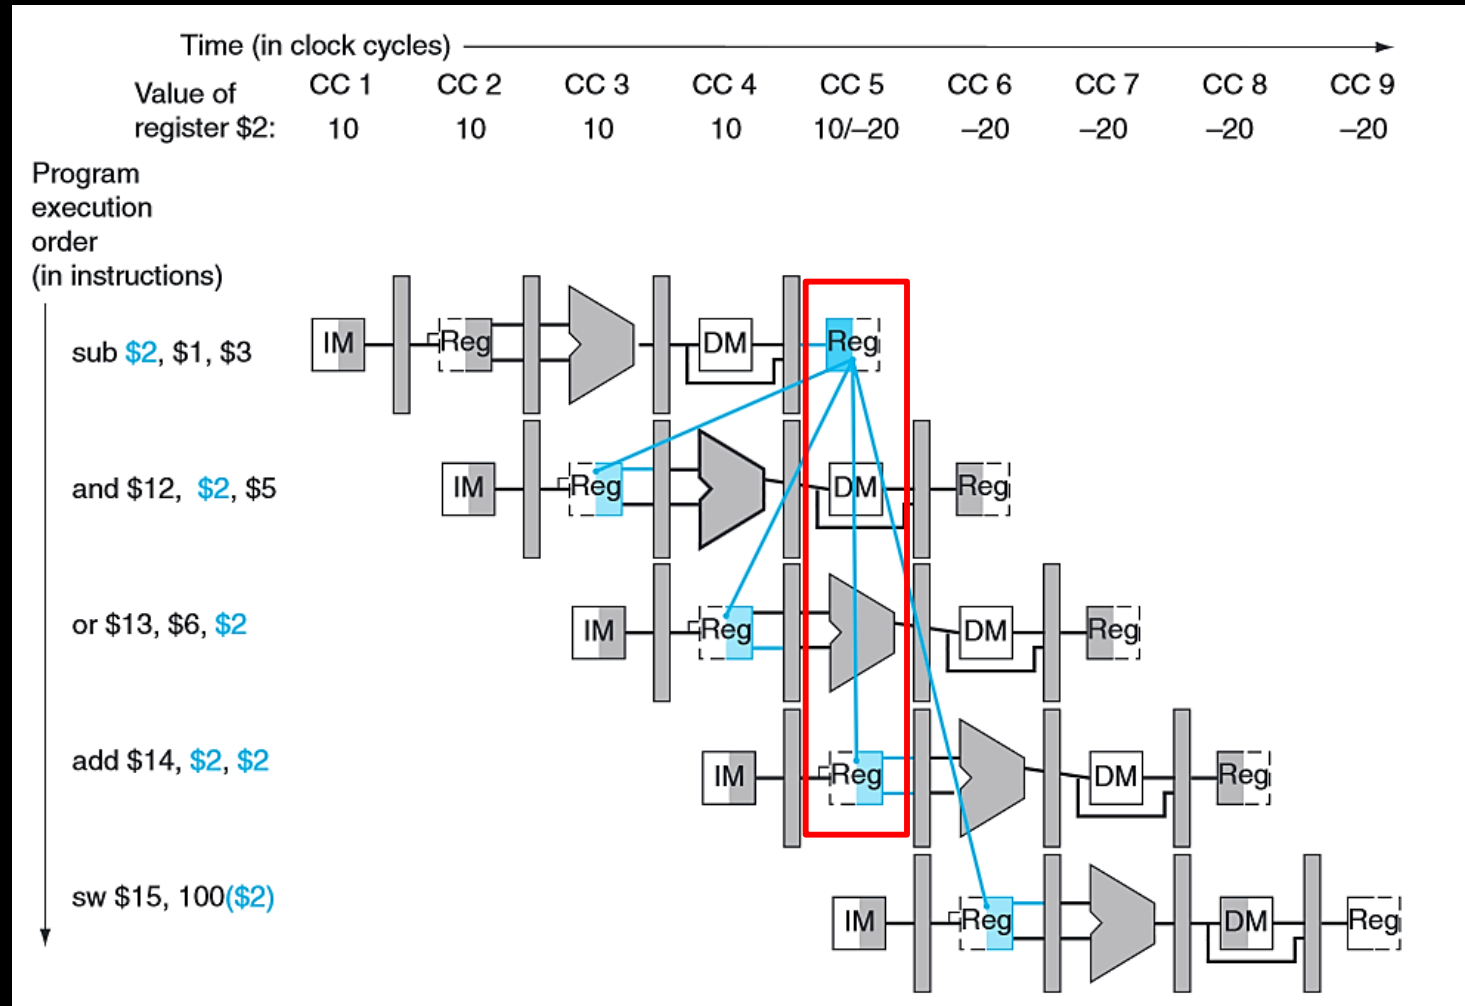 Time (in clock cycles)
Value of register $2:
CC 1 CC 2 CC 3 CC 4 CC 5 CC 6 CC 7 CC 8 CC 9
10 10 10 10 10/–20 –20 –20 –20 –20
Program
execution
order
(in instructions)
sub $2, $1, $3
IM Reg DM Reg
and $12, $2, $5
IM Reg DM Reg
or $13, $6, $2
IM Reg DM Reg
add $14, $2, $2
IM Reg DM Reg
sw $15, 100($2)
IM Reg DM Reg